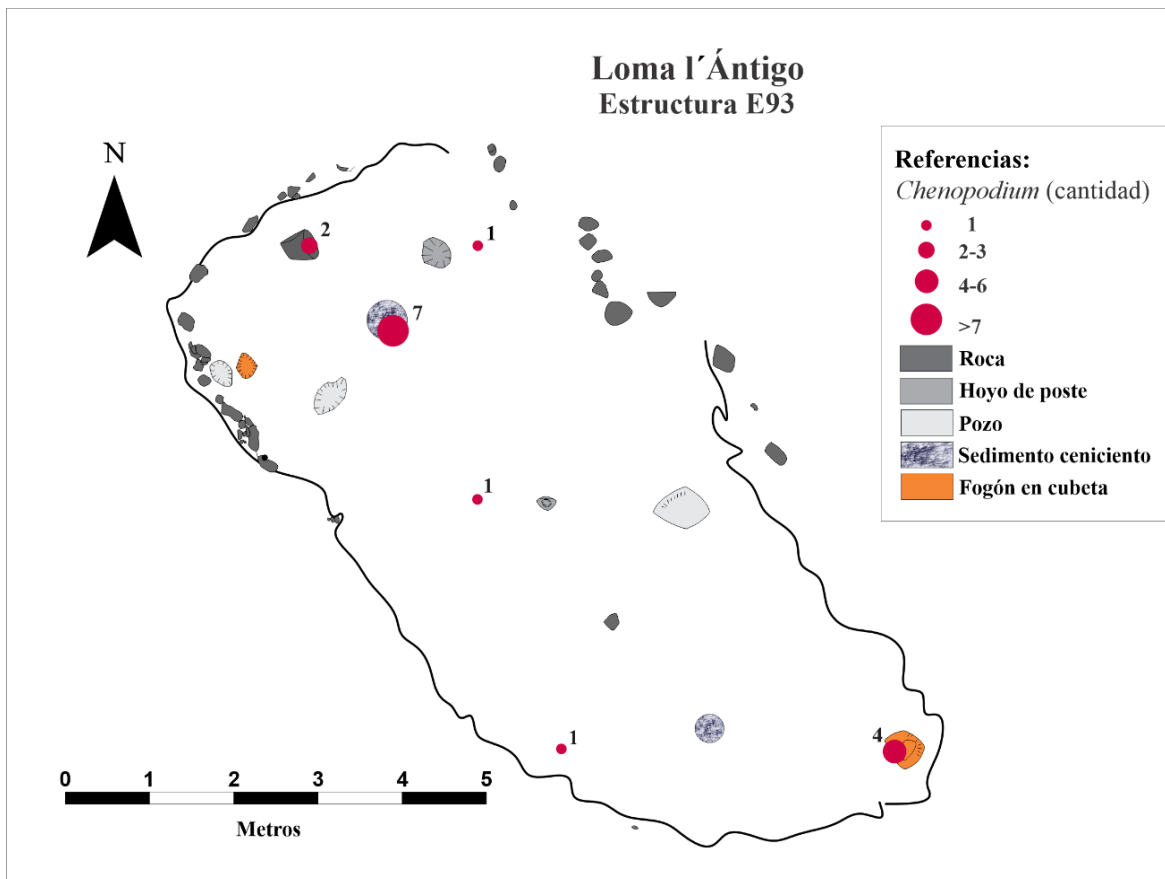 Loma l´Ántigo
Estructura E93
N
Referencias:
Chenopodium (cantidad)
1
2-3
4-6
>7
Roca
Hoyo de poste
Pozo
Sedimento ceniciento
Fogón en cubeta
2
1
7
1
1
4
0 1 2 3 4 5
Metros